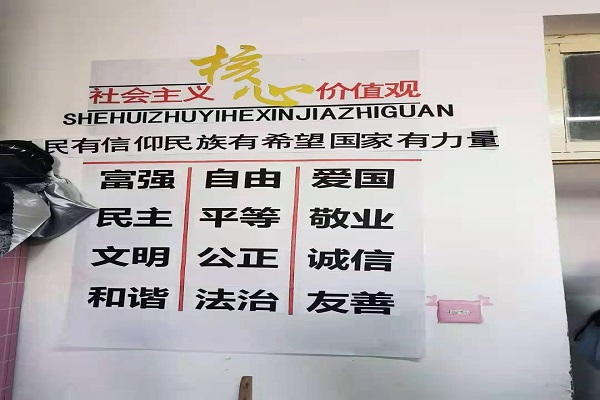 社会主义核心价值观
SHEHUIZHUYIHEXINJIAZHIGUAN
民有信仰民族有希望国家有力量
富强 自由 爱国
民主 平等 敬业
文明 公正 诚信
和谐 法治 友善